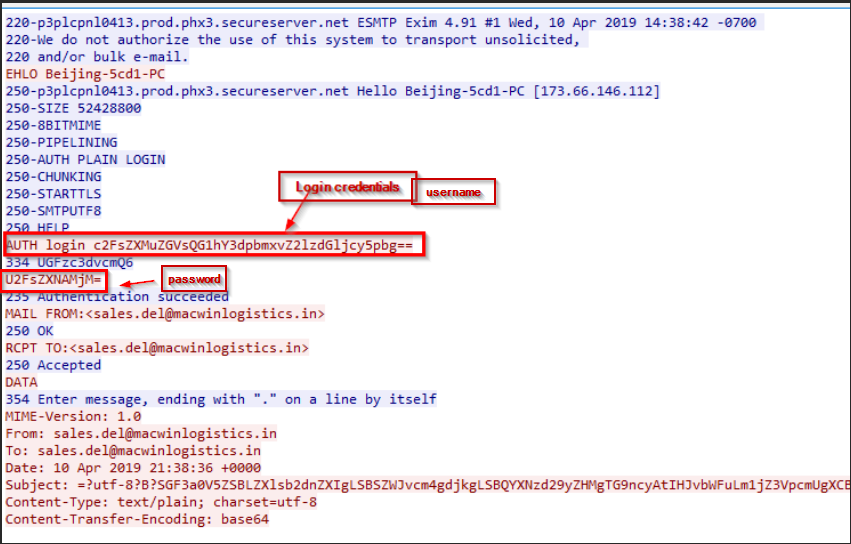 220-p3plcpnl0413.prod.phx3.secureserver.net ESMTP Exim 4.91 #1 Wed, 10 Apr 2019 14:38:42 -0700
220-We do not authorize the use of this system to transport unsolicited,
220 and/or bulk e-mail.
EHLO Beijing-5cd1-PC
250-p3plcpnl0413.prod.phx3.secureserver.net Hello Beijing-5cd1-PC [173.66.146.112]
250-SIZE 52428800
250-8BITMIME
250-PIPELINING
250-AUTH PLAIN LOGIN
250-CHUNKING
Login credentials
username
250-STARTTLS
250-SMTPUTF8
250 HELP
AUTH login c2FsZXMuZGVsQG1hY3dpbmxvZ2lzdGljcy5pbg==
334 UGFzc3dvcmQ6
U2FsZXNAMjM=
password
235 Authentication succeeded
MAIL FROM:<sales.del@macwinlogistics.in>
250 OK
RCPT TO:<sales.del@macwinlogistics.in>
250 Accepted
DATA
354 Enter message, ending with "." on a line by itself
MIME-Version: 1.0
From: sales.del@macwinlogistics.in
To: sales.del@macwinlogistics.in
Date: 10 Apr 2019 21:38:36 +0000
Subject: =?utf-8?B?SGF3a0V5ZSBLZXlsb2dnZXIgLSBSZWJvcm4gdjkgLSBQYXNzd29yZHMgTG9ncyAtIHJvbWFuLm1jZ3VpcmUgXCB
Content-Type: text/plain; charset=utf-8
Content-Transfer-Encoding: base64